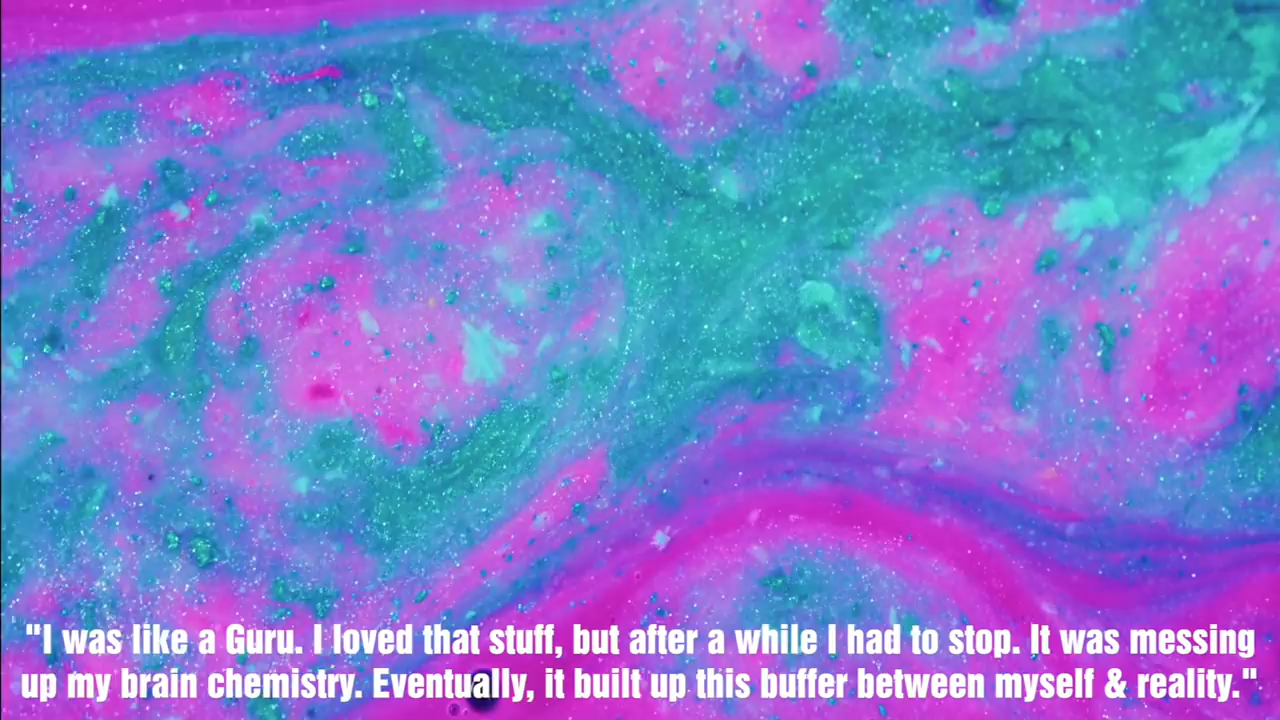 "I was like a Guru. I loved that stuff, but after a while I had to stop. It was messing
up my brain chemistry. Eventually, it built up this buffer between myself & reality."